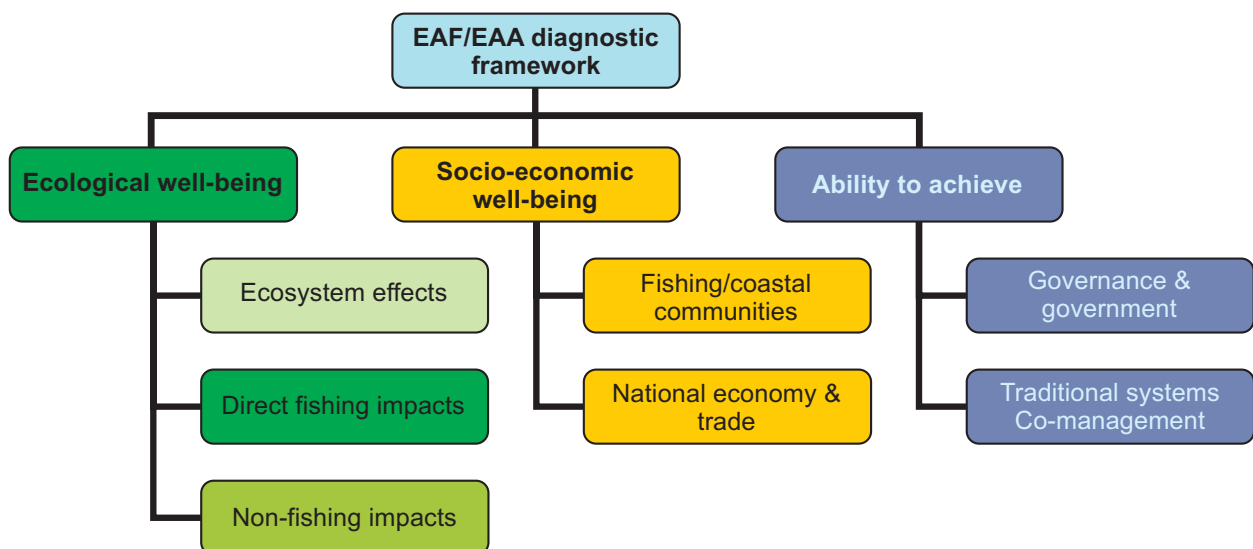 EAF/EAA diagnostic
framework
Ecological well-being
Socio-economic
well-being
Ability to achieve
Ecosystem effects
Direct fishing impacts
Non-fishing impacts
Fishing/coastal
communities
National economy &
trade
Governance &
government
Traditional systems
Co-management